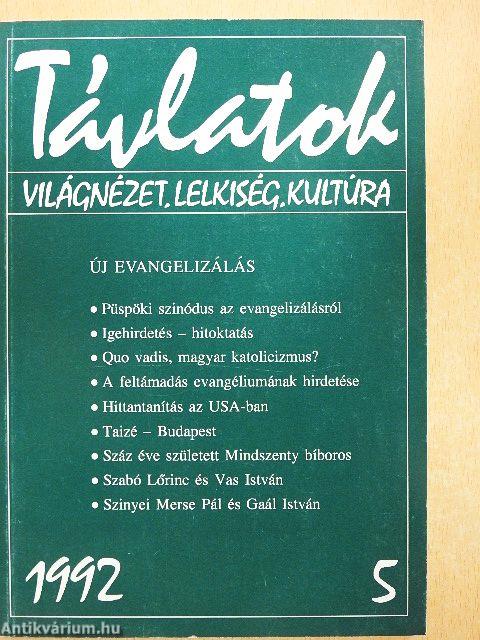 Távlatok
VILÁGNÉZET. LELKISÉG. KULTÚRA
ÚJ EVANGELIZÁLÁS
• Püspöki szinódus az evangelizálásról
• Igehirdetés – hitoktatás
• Quo vadis, magyar katolicizmus?
• A feltámadás evangéliumának hirdetése
• Hittantanítás az USA-ban
• Taizé – Budapest
• Száz éve született Mindszenty bíboros
• Szabó Lőrinc és Vas István
• Szinyei Merse Pál és Gaál István
1992 5
Antikvárium.hu